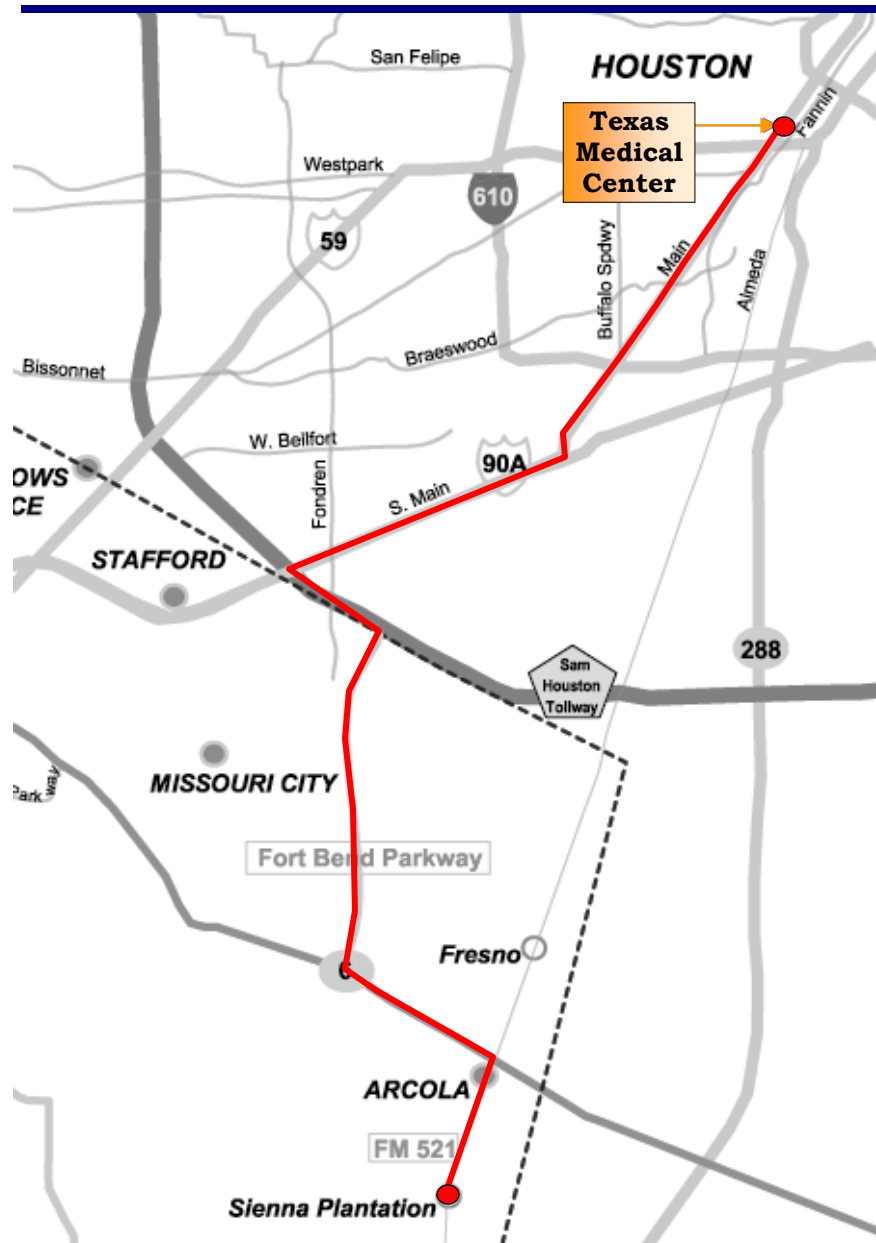 San Felipe
HOUSTON
Fannin
Texas
Medical
Center
Westpark
610
59
Buffalo Spdwy
Main
Almeda
Braeswood
Bissonnet
W. Bellfort
90A
OWS
CE
Fondren
S. Main
STAFFORD
288
Sam
Houston
Tollway
MISSOURI CITY
Park way
Fort Bend Parkway
Fresno
6
ARCOLA
FM 521
Sienna Plantation